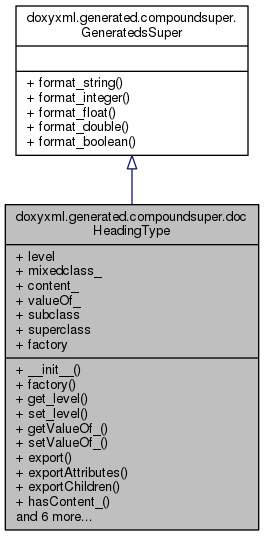 doxyxml.generated.compoundsuper.
GeneratedsSuper
+ format_string()
+ format_integer()
+ format_float()
+ format_double()
+ format_boolean()
doxyxml.generated.compoundsuper.doc
HeadingType
+ level
+ mixedclass_
+ content_
+ valueOf_
+ subclass
+ superclass
+ factory
+ __init__()
+ factory()
+ get_level()
+ set_level()
+ getValueOf_()
+ setValueOf_()
+ export()
+ exportAttributes()
+ exportChildren()
+ hasContent_()
and 6 more...